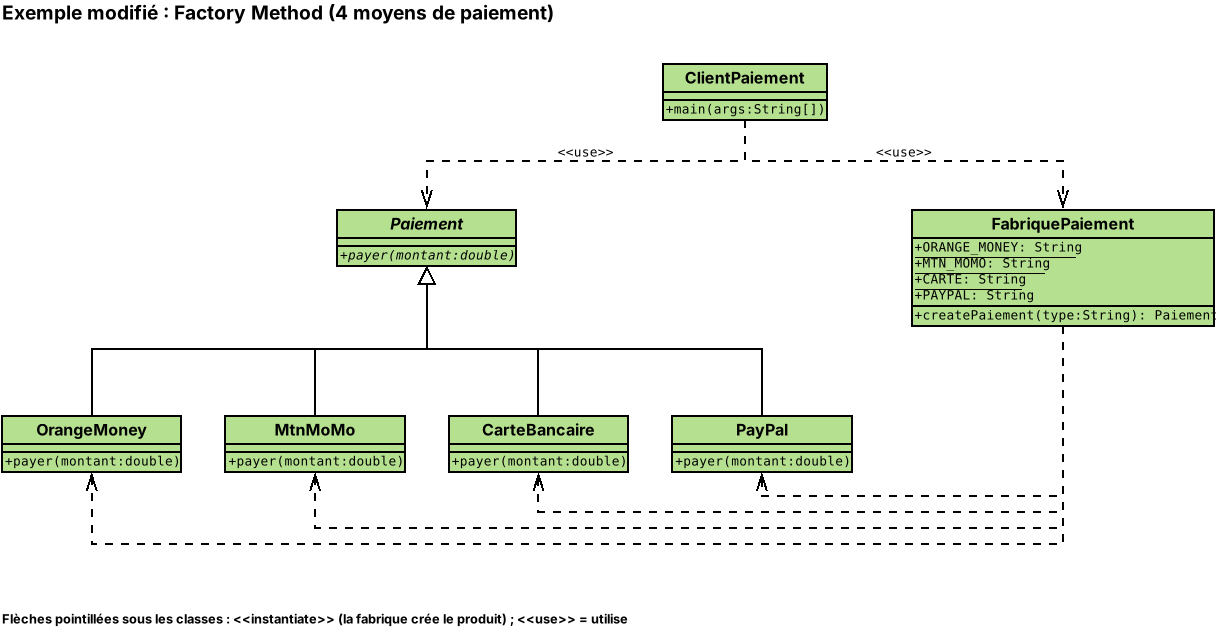 Exemple modifié : Factory Method (4 moyens de paiement)
ClientPaiement
+main(args:String[])
<<use>>
<<use>>
Paiement
+payer(montant:double)
FabriquePaiement
+ORANGE_MONEY: String
+MTN_MOMO: String
+CARTE: String
+PAYPAL: String
+createPaiement(type:String): Paiement
OrangeMoney
+payer(montant:double)
MtnMoMo
+payer(montant:double)
CarteBancaire
+payer(montant:double)
PayPal
+payer(montant:double)
Flèches pointillées sous les classes : <<instantiate>> (la fabrique crée le produit) ; <<use>> = utilise